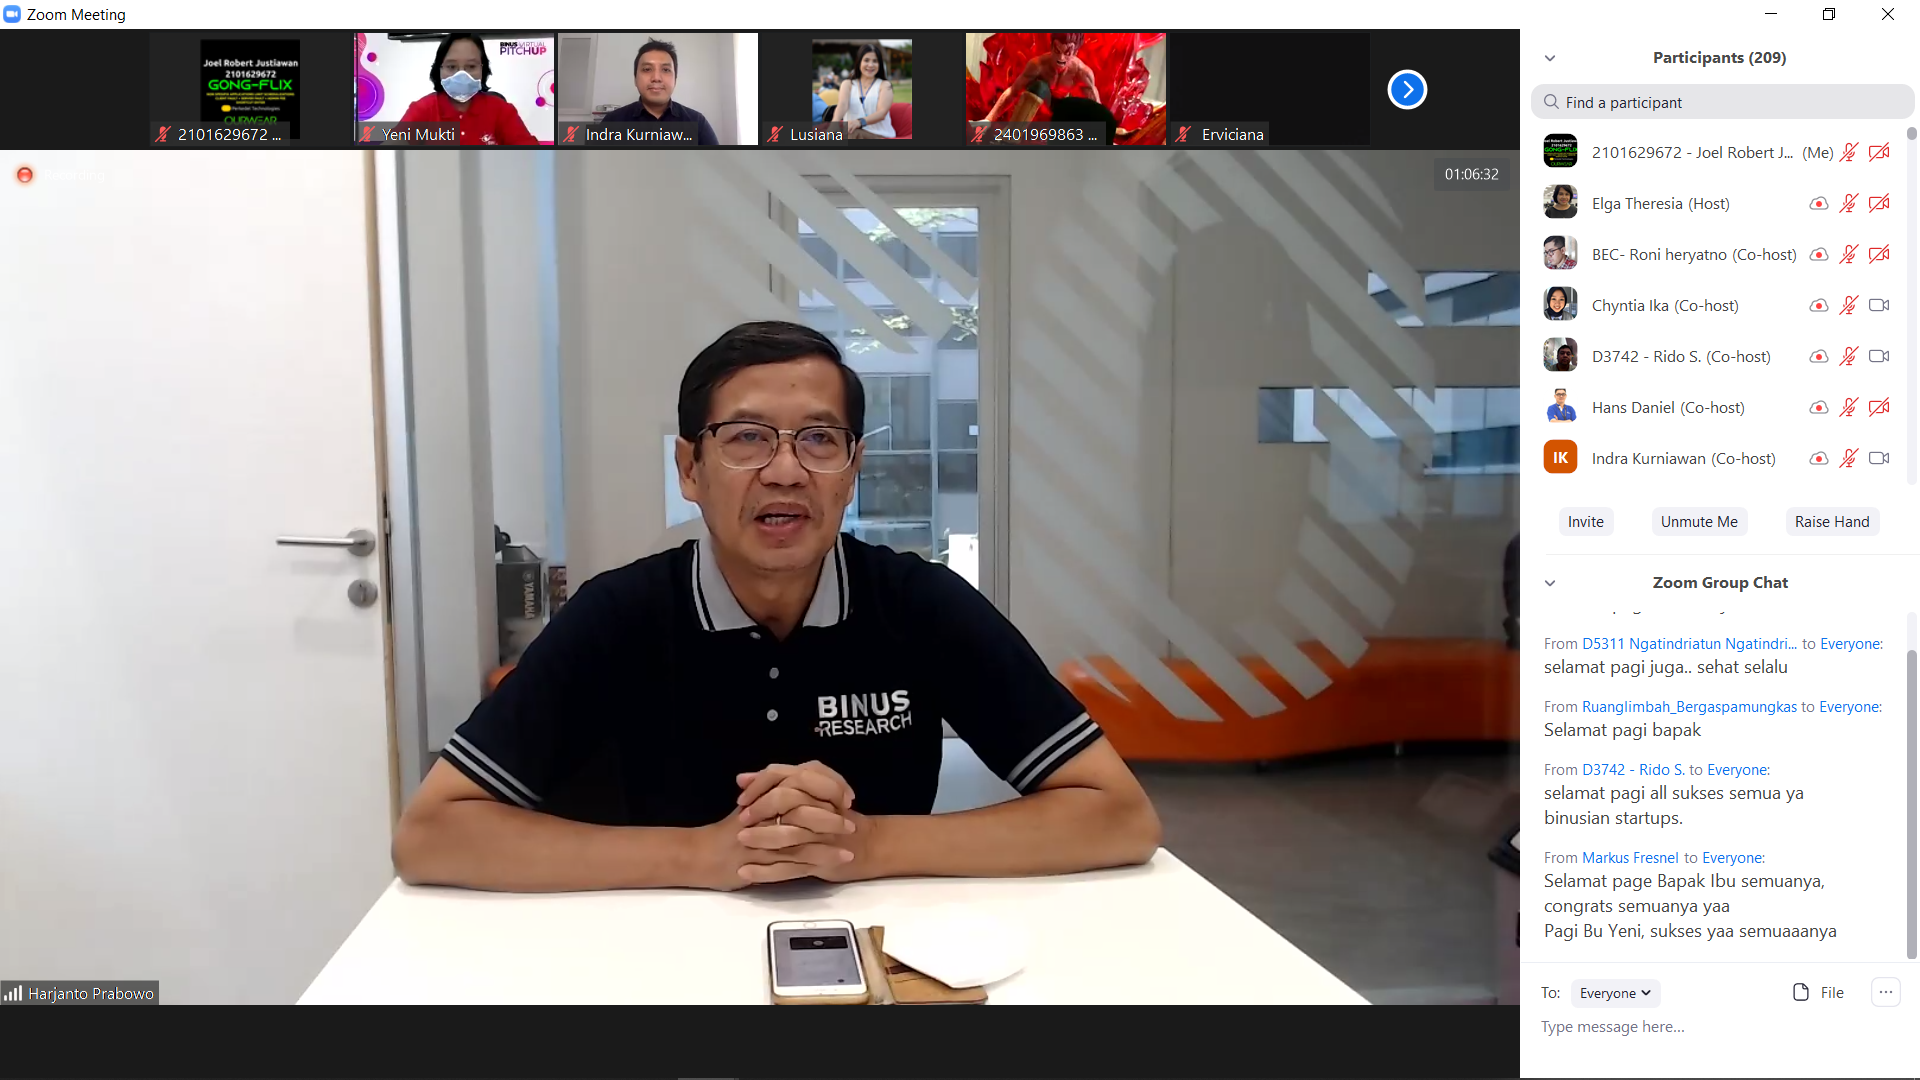 Zoom Meeting
Joel Robert Justiawan
2101629672
GONG-FLIX
OURWEAR
2101629672 ...
BINUS VIRTUAL
PITCHUP
Yeni Mukti
Indra Kurniaw...
Lusiana
2401969863 ...
Erviciana
Recording
01:06:32
YAMAHA
BINUS
RESEARCH
Harjanto Prabowo
Participants (209)
Find a participant
2101629672 - Joel Robert J... (Me)
Elga Theresia (Host)
BEC- Roni heryatno (Co-host)
Chyntia Ika (Co-host)
D3742 - Rido S. (Co-host)
Hans Daniel (Co-host)
IK
Indra Kurniawan (Co-host)
Invite
Unmute Me
Raise Hand
Zoom Group Chat
From D5311 Ngatindriatun Ngatindri... to Everyone:
selamat pagi juga.. sehat selalu
From Ruanglimbah_Bergaspamungkas to Everyone:
Selamat pagi bapak
From D3742 - Rido S. to Everyone:
selamat pagi all sukses semua ya
binusian startups.
From Markus Fresnel to Everyone:
Selamat page Bapak Ibu semuanya,
congrats semuanya yaa
Pagi Bu Yeni, sukses yaa semuaaanya
To: Everyone
File
Type message here...